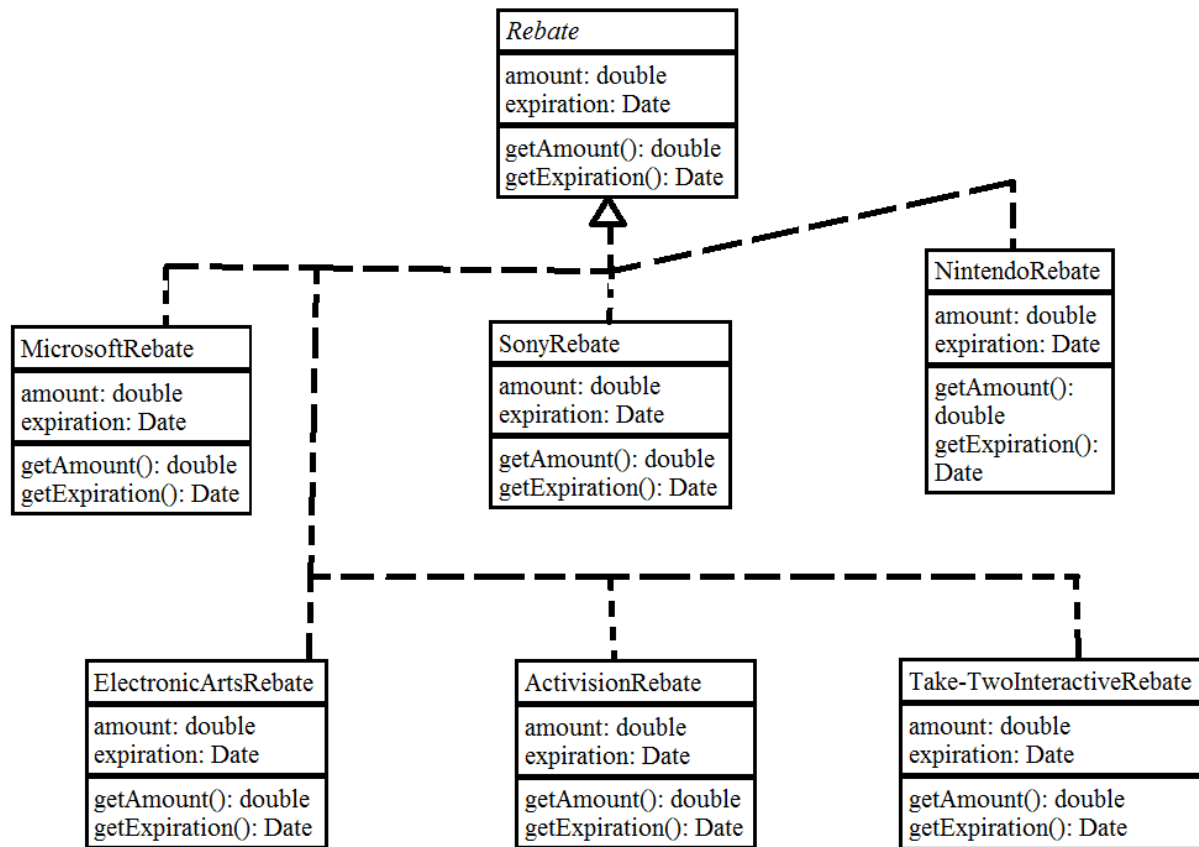 Rebate
amount: double
expiration: Date
getAmount(): double
getExpiration(): Date
MicrosoftRebate
amount: double
expiration: Date
getAmount(): double
getExpiration(): Date
SonyRebate
amount: double
expiration: Date
getAmount(): double
getExpiration(): Date
NintendoRebate
amount: double
expiration: Date
getAmount():
double
getExpiration():
Date
ElectronicArtsRebate
amount: double
expiration: Date
getAmount(): double
getExpiration(): Date
ActivisionRebate
amount: double
expiration: Date
getAmount(): double
getExpiration(): Date
Take-TwoInteractiveRebate
amount: double
expiration: Date
getAmount(): double
getExpiration(): Date